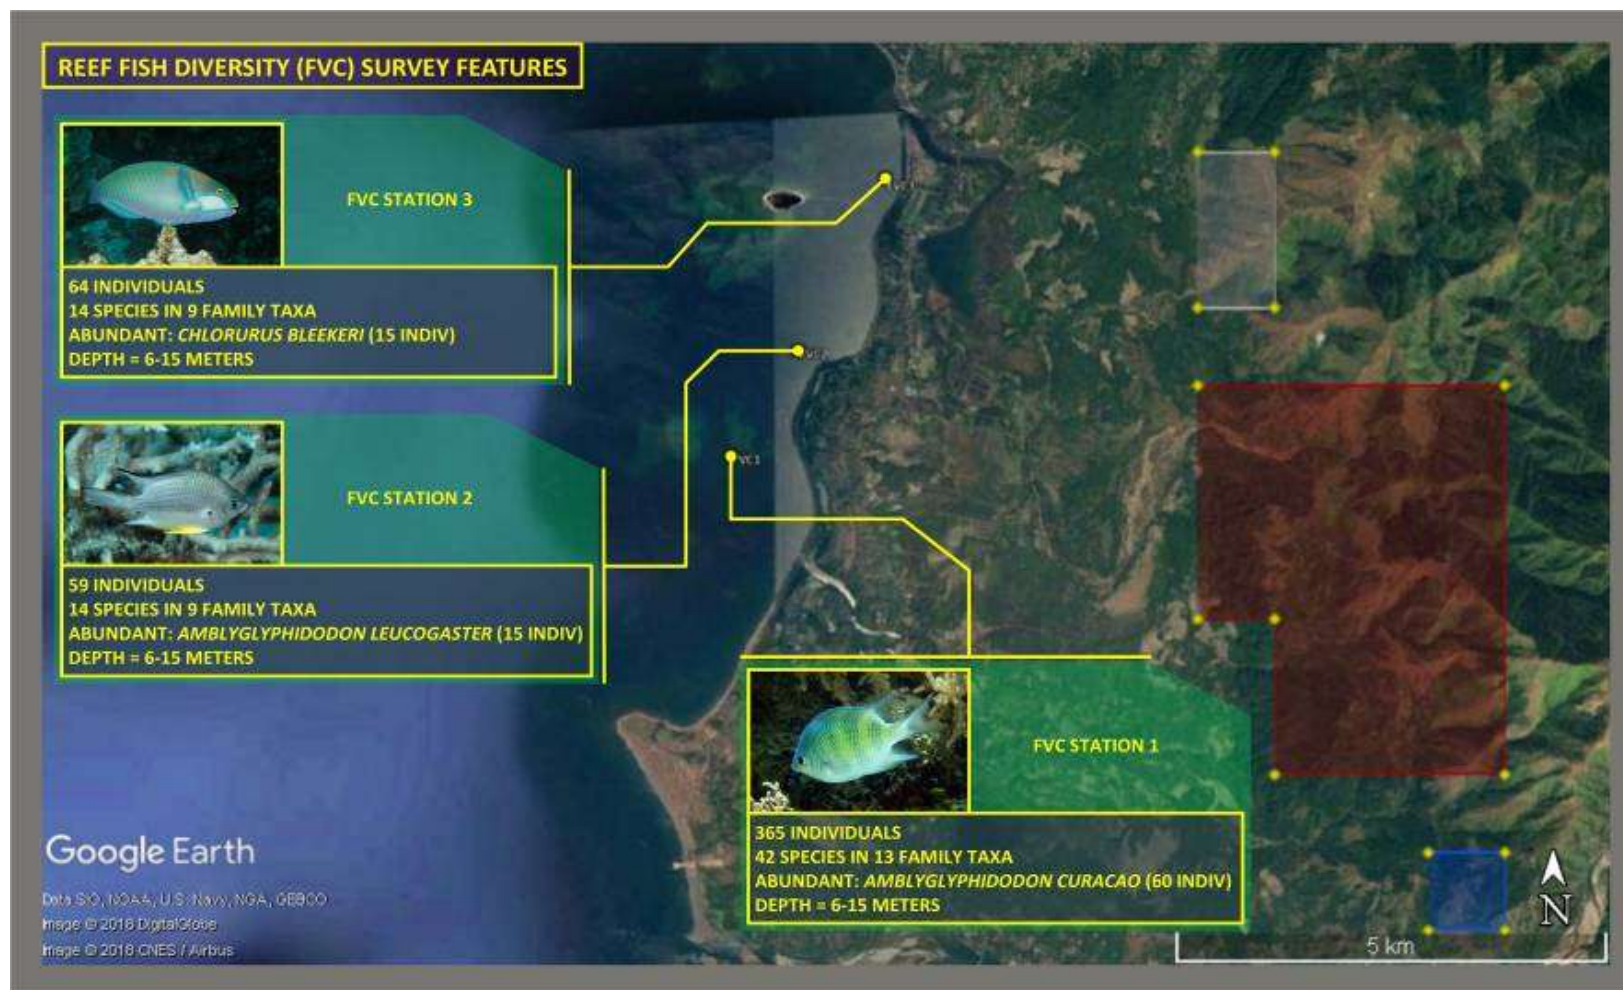 REEF FISH DIVERSITY (FVC) SURVEY FEATURES
FVC STATION 3
64 INDIVIDUALS
14 SPECIES IN 9 FAMILY TAXA
ABUNDANT: CHLORURUS BLEEKERI (15 INDIV)
DEPTH = 6-15 METERS
FVC STATION 2
59 INDIVIDUALS
14 SPECIES IN 9 FAMILY TAXA
ABUNDANT: AMBLYGLYPHIDODON LEUCOGASTER (15 INDIV)
DEPTH = 6-15 METERS
VC1
FVC STATION 1
365 INDIVIDUALS
42 SPECIES IN 13 FAMILY TAXA
ABUNDANT: AMBLYGLYPHIDODON CURACAO (60 INDIV)
DEPTH = 6-15 METERS
Google Earth
Data SIO, NOAA, U.S. Navy, NGA, GEBCO
Image © 2018 DigitalGlobe
Image © 2018 CNES / Airbus
N
5 km